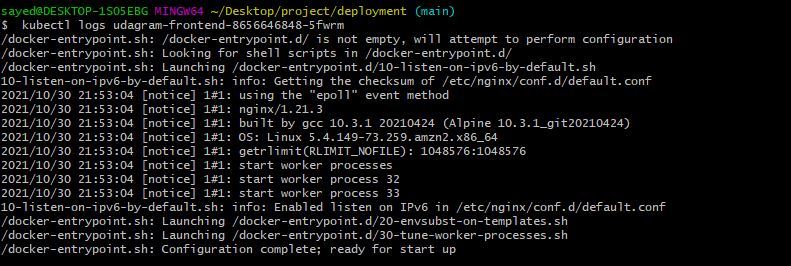 sayed@DESKTOP-1SO5EBG MINGW64 ~/Desktop/project/deployment (main)
$  kubectl logs udagram-frontend-8656646848-5fwrm
/docker-entrypoint.sh: /docker-entrypoint.d/ is not empty, will attempt to perform configuration
/docker-entrypoint.sh: Looking for shell scripts in /docker-entrypoint.d/
/docker-entrypoint.sh: Launching /docker-entrypoint.d/10-listen-on-ipv6-by-default.sh
10-listen-on-ipv6-by-default.sh: info: Getting the checksum of /etc/nginx/conf.d/default.conf
2021/10/30 21:53:04 [notice] 1#1: using the "epoll" event method
2021/10/30 21:53:04 [notice] 1#1: nginx/1.21.3
2021/10/30 21:53:04 [notice] 1#1: built by gcc 10.3.1 20210424 (Alpine 10.3.1_git20210424)
2021/10/30 21:53:04 [notice] 1#1: OS: Linux 5.4.149-73.259.amzn2.x86_64
2021/10/30 21:53:04 [notice] 1#1: getrlimit(RLIMIT_NOFILE): 1048576:1048576
2021/10/30 21:53:04 [notice] 1#1: start worker processes
2021/10/30 21:53:04 [notice] 1#1: start worker process 32
2021/10/30 21:53:04 [notice] 1#1: start worker process 33
10-listen-on-ipv6-by-default.sh: info: Enabled listen on IPv6 in /etc/nginx/conf.d/default.conf
/docker-entrypoint.sh: Launching /docker-entrypoint.d/20-envsubst-on-templates.sh
/docker-entrypoint.sh: Launching /docker-entrypoint.d/30-tune-worker-processes.sh
/docker-entrypoint.sh: Configuration complete; ready for start up